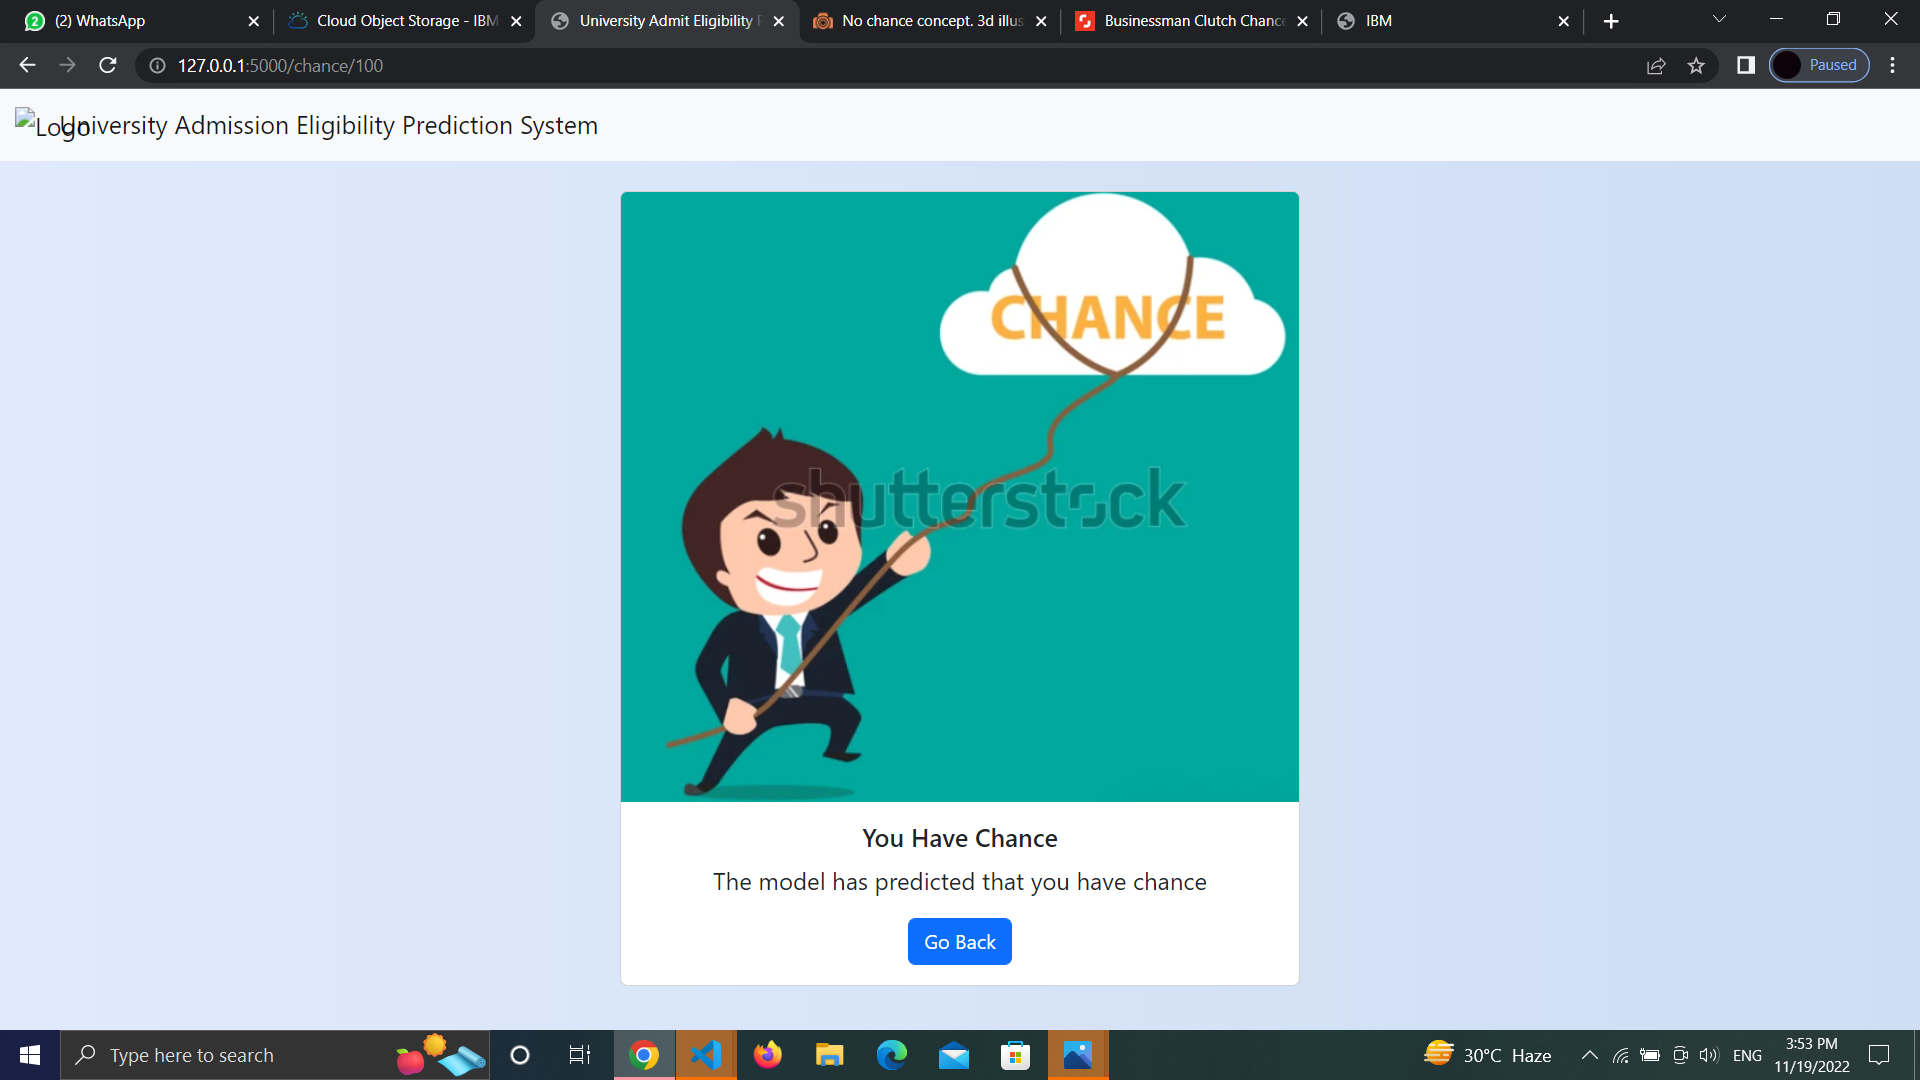 (2) WhatsApp
Cloud Object Storage - IBM
University Admit Eligibility P
No chance concept. 3d illus
Businessman Clutch Chance
IBM
127.0.0.1:5000/chance/100
Paused
Logo
University Admission Eligibility Prediction System
CHANCE
shutterstock
You Have Chance
The model has predicted that you have chance
Go Back
Type here to search
30°C Haze
ENG
3:53 PM
11/19/2022